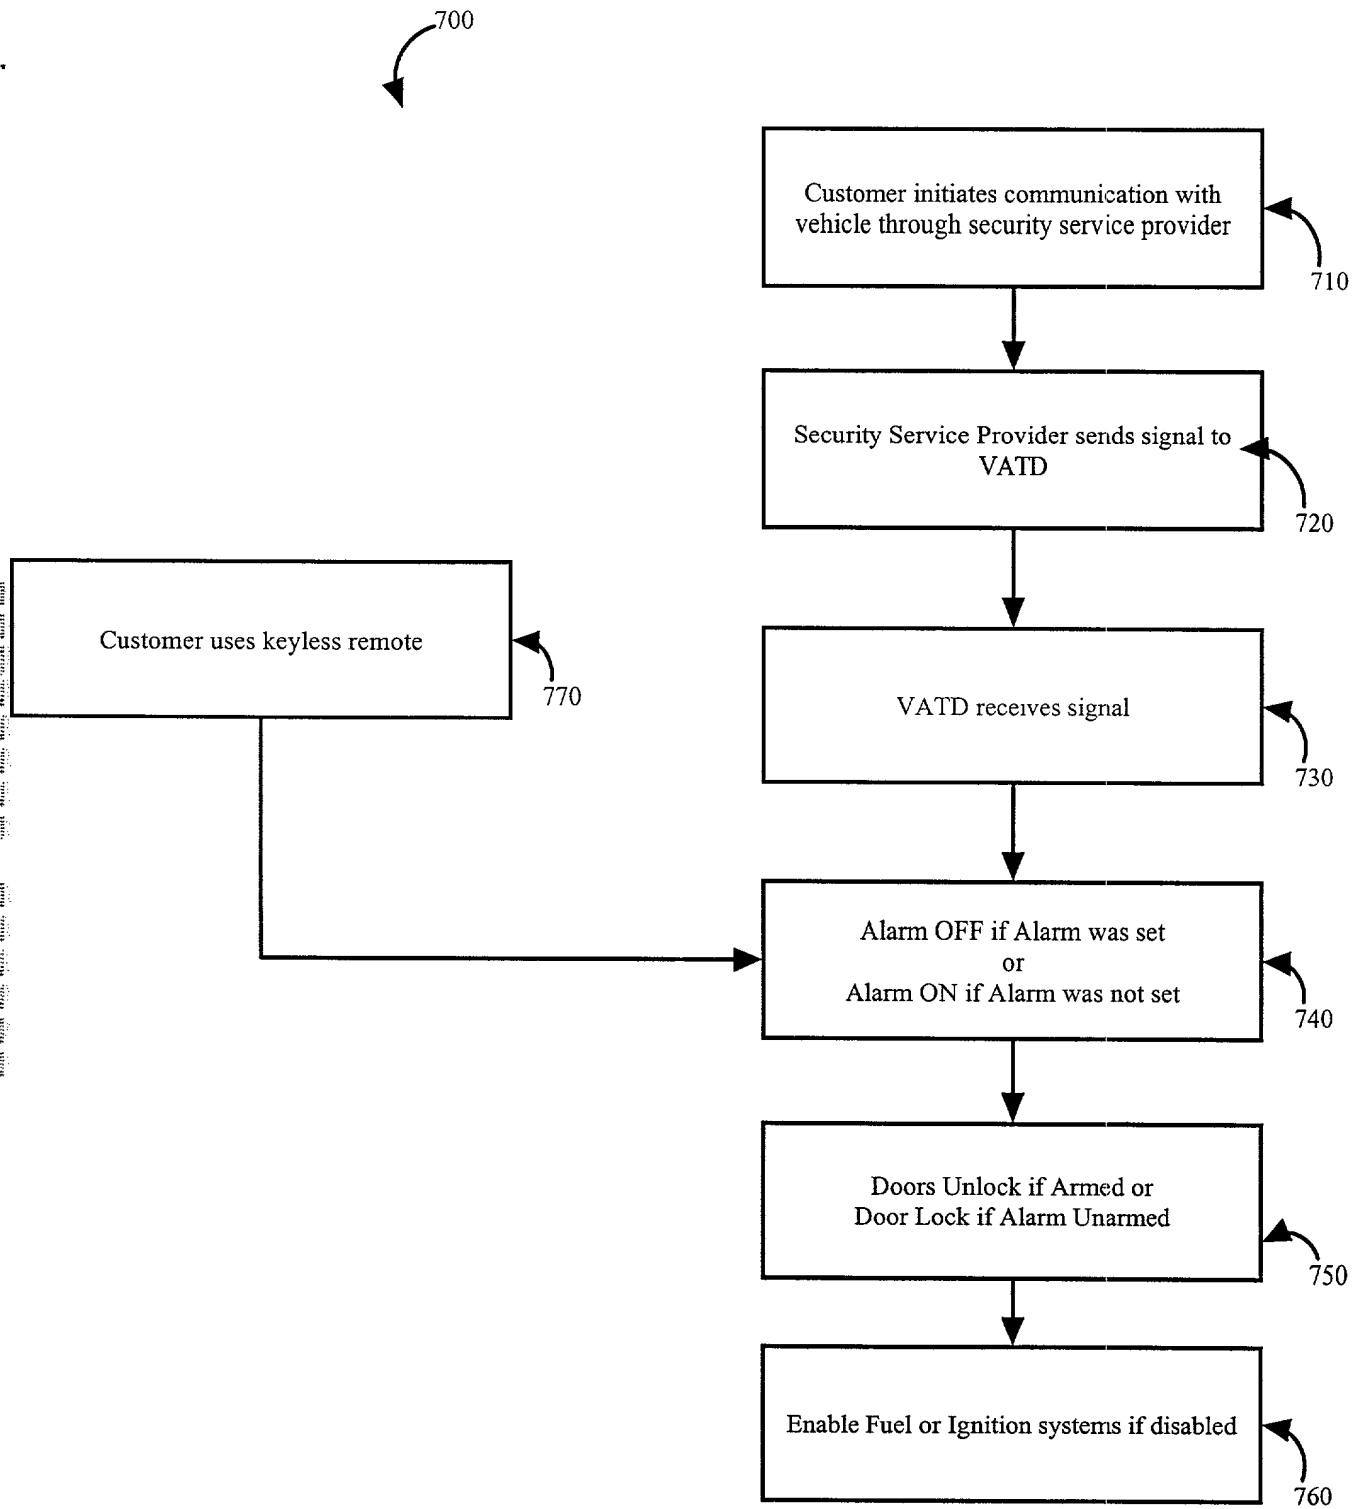 700
Customer initiates communication with
vehicle through security service provider
710
Security Service Provider sends signal to
VATD
720
Customer uses keyless remote
770
VATD receives signal
730
Alarm OFF if Alarm was set
or
Alarm ON if Alarm was not set
740
Doors Unlock if Armed or
Door Lock if Alarm Unarmed
750
Enable Fuel or Ignition systems if disabled
760